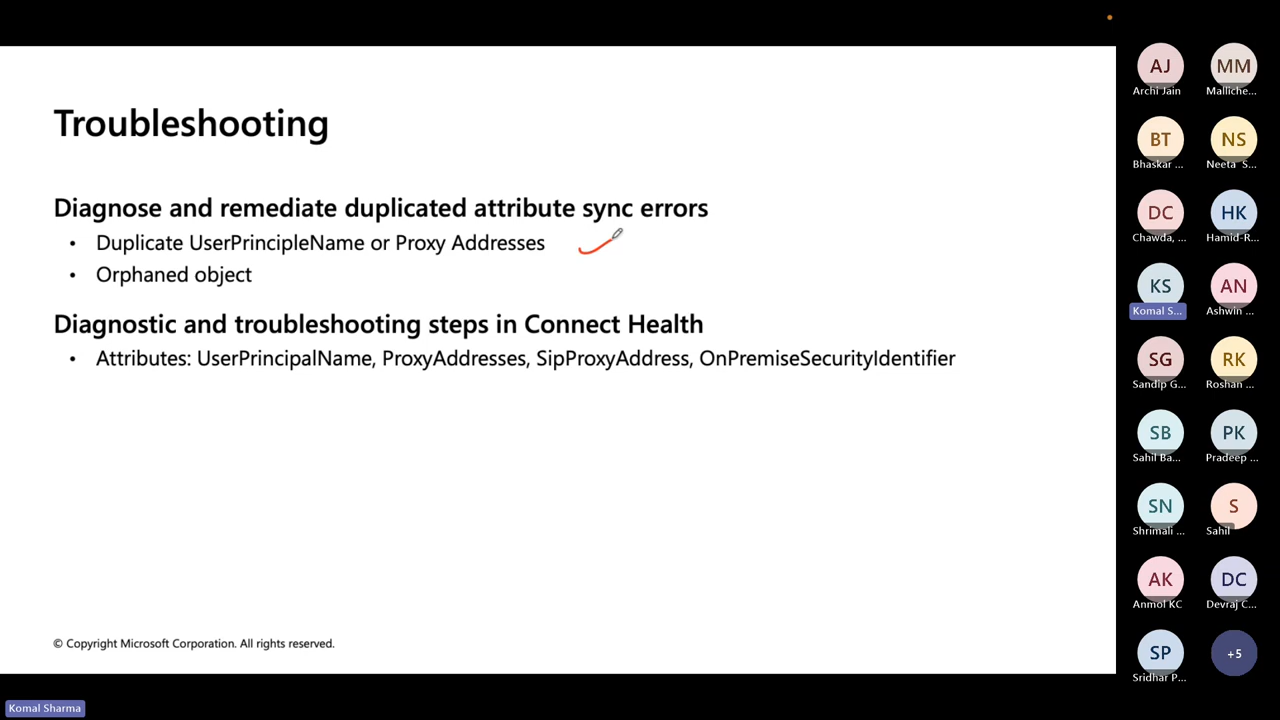 Troubleshooting
Diagnose and remediate duplicated attribute sync errors
• Duplicate UserPrincipleName or Proxy Addresses
• Orphaned object
Diagnostic and troubleshooting steps in Connect Health
• Attributes: UserPrincipalName, ProxyAddresses, SipProxyAddress, OnPremiseSecurityIdentifier
© Copyright Microsoft Corporation. All rights reserved.
Komal Sharma
AJ MM
Archi Jain Malliche...
BT NS
Bhaskar ... Neeta S...
DC HK
Chawda, ... Hamid-R...
KS AN
Komal S... Ashwin ...
SG RK
Sandip G... Roshan ...
SB PK
Sahil Ba... Pradeep ...
SN S
Shrimali ... Sahil
AK DC
Anmol KC Devraj C...
SP +5
Sridhar P...